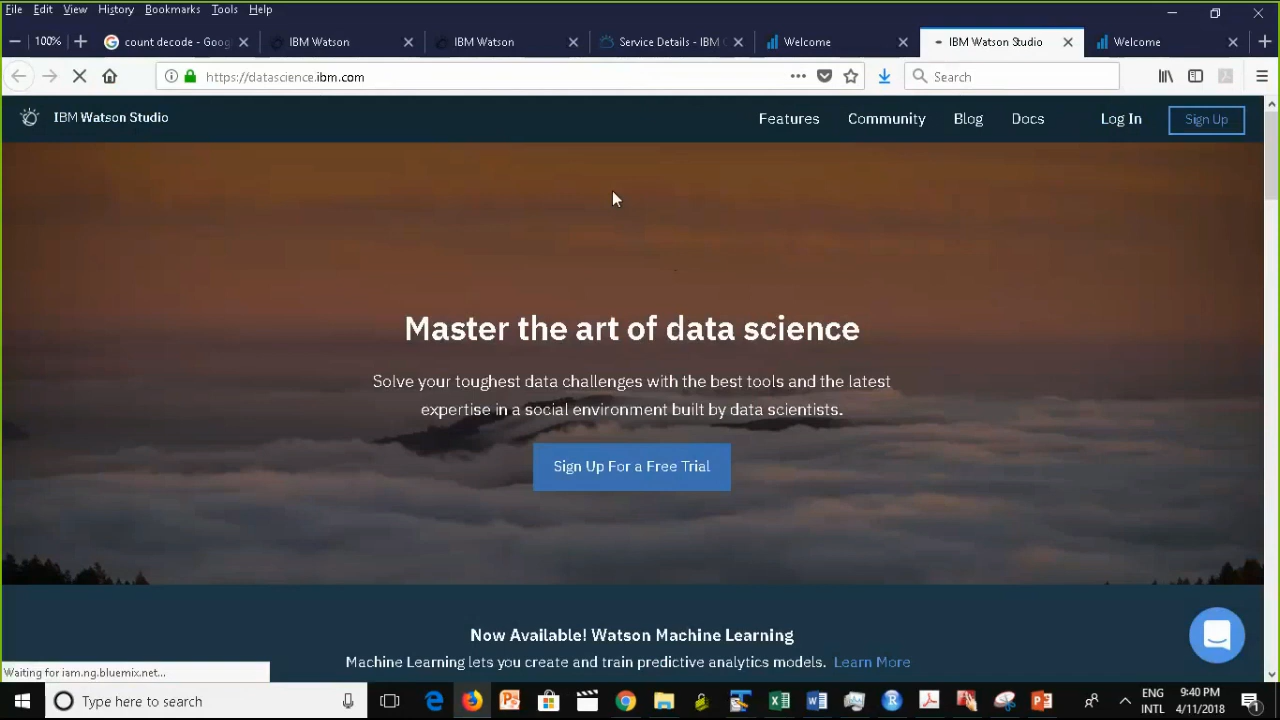 File Edit View History Bookmarks Tools Help
100% count decode - Goog IBM Watson IBM Watson Service Details - IBM Welcome IBM Watson Studio Welcome
https://datascience.ibm.com Search
IBM Watson Studio Features Community Blog Docs Log In Sign Up
Master the art of data science
Solve your toughest data challenges with the best tools and the latest
expertise in a social environment built by data scientists.
Sign Up For a Free Trial
Now Available! Watson Machine Learning
Machine Learning lets you create and train predictive analytics models. Learn More
Waiting for iam.ng.bluemix.net...
Type here to search
ENG 9:40 PM
INTL 4/11/2018